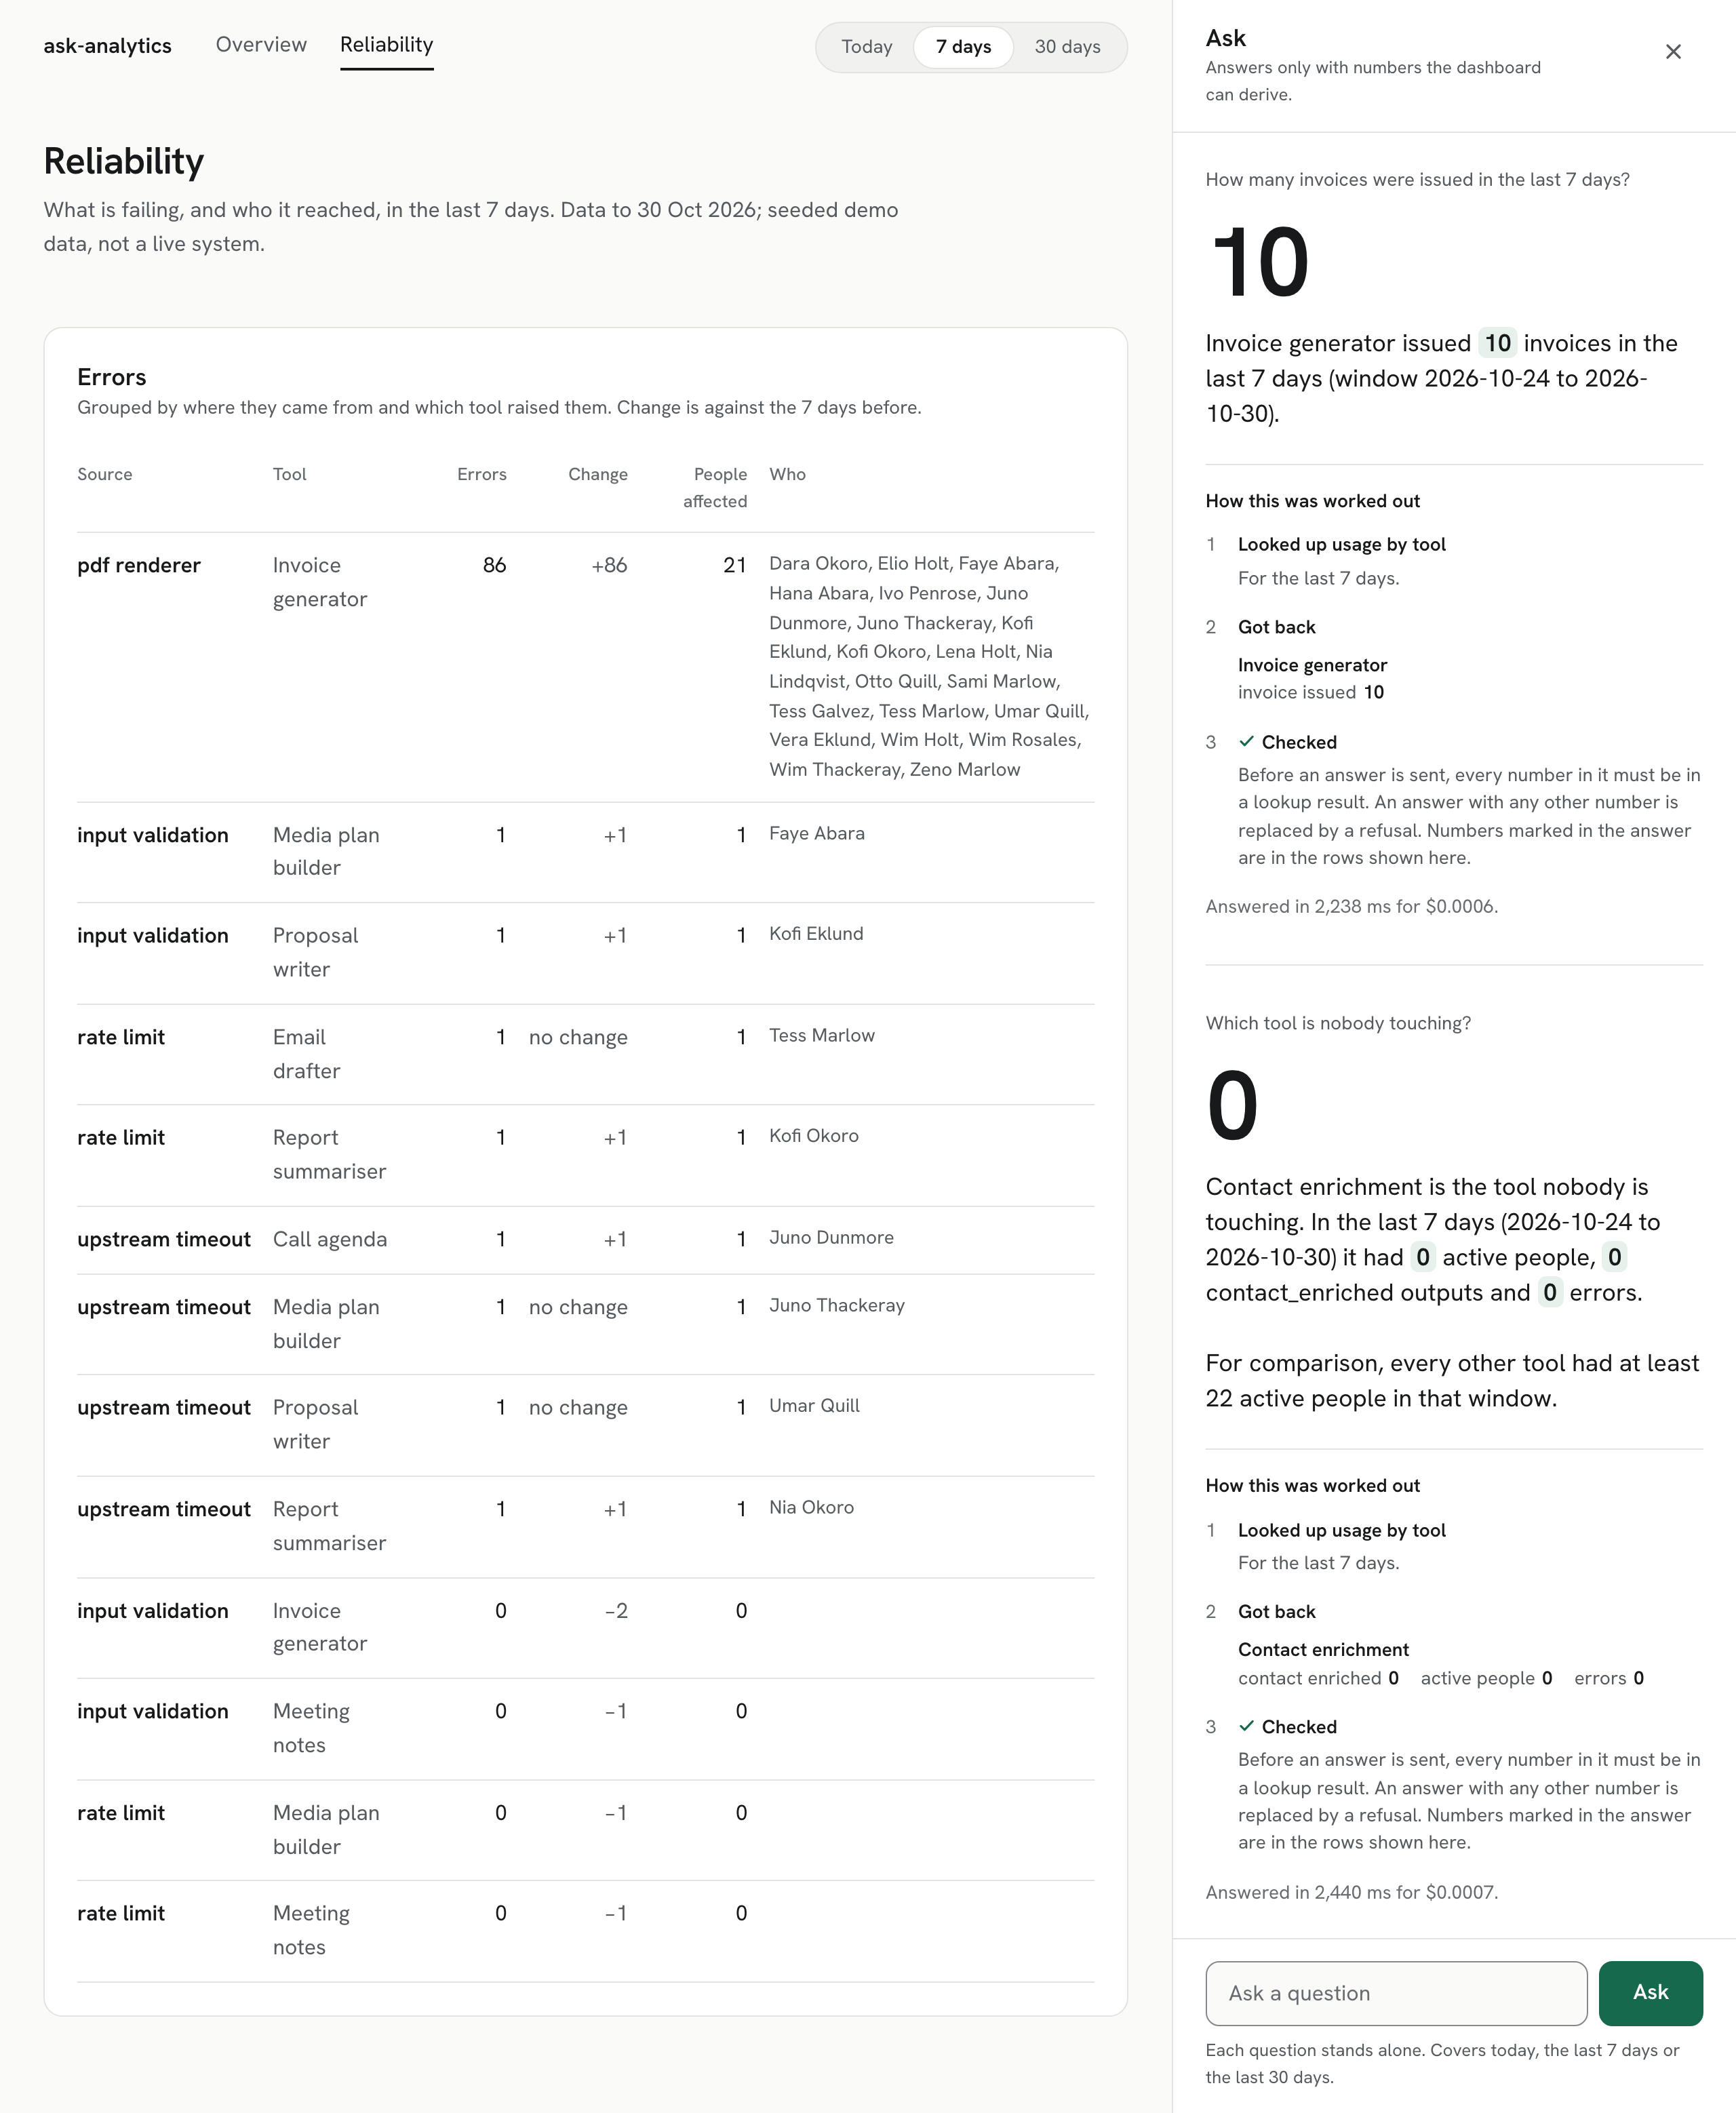 ask-analytics
Overview
Reliability
Today
7 days
30 days
Reliability
What is failing, and who it reached, in the last 7 days. Data to 30 Oct 2026; seeded demo
data, not a live system.
Errors
Grouped by where they came from and which tool raised them. Change is against the 7 days before.
Source Tool Errors Change People affected Who
pdf renderer Invoice generator 86 +86 21
Dara Okoro, Elio Holt, Faye Abara,
Hana Abara, Ivo Penrose, Juno
Dunmore, Juno Thackeray, Kofi
Eklund, Kofi Okoro, Lena Holt, Nia
Lindqvist, Otto Quill, Sami Marlow,
Tess Galvez, Tess Marlow, Umar Quill,
Vera Eklund, Wim Holt, Wim Rosales,
Wim Thackeray, Zeno Marlow
input validation Media plan builder 1 +1 1 Faye Abara
input validation Proposal writer 1 +1 1 Kofi Eklund
rate limit Email drafter 1 no change 1 Tess Marlow
rate limit Report summariser 1 +1 1 Kofi Okoro
upstream timeout Call agenda 1 +1 1 Juno Dunmore
upstream timeout Media plan builder 1 no change 1 Juno Thackeray
upstream timeout Proposal writer 1 no change 1 Umar Quill
upstream timeout Report summariser 1 +1 1 Nia Okoro
input validation Invoice generator 0 −2 0
input validation Meeting notes 0 −1 0
rate limit Media plan builder 0 −1 0
rate limit Meeting notes 0 −1 0
Ask
Answers only with numbers the dashboard
can derive.
How many invoices were issued in the last 7 days?
10
Invoice generator issued 10 invoices in the
last 7 days (window 2026-10-24 to 2026-
10-30).
How this was worked out
1 Looked up usage by tool
For the last 7 days.
2 Got back
Invoice generator
invoice issued 10
3 Checked
Before an answer is sent, every number in it must be in
a lookup result. An answer with any other number is
replaced by a refusal. Numbers marked in the answer
are in the rows shown here.
Answered in 2,238 ms for $0.0006.
Which tool is nobody touching?
0
Contact enrichment is the tool nobody is
touching. In the last 7 days (2026-10-24 to
2026-10-30) it had 0 active people, 0
contact_enriched outputs and 0 errors.
For comparison, every other tool had at least
22 active people in that window.
How this was worked out
1 Looked up usage by tool
For the last 7 days.
2 Got back
Contact enrichment
contact enriched 0 active people 0 errors 0
3 Checked
Before an answer is sent, every number in it must be in
a lookup result. An answer with any other number is
replaced by a refusal. Numbers marked in the answer
are in the rows shown here.
Answered in 2,440 ms for $0.0007.
Ask a question
Ask
Each question stands alone. Covers today, the last 7 days or
the last 30 days.